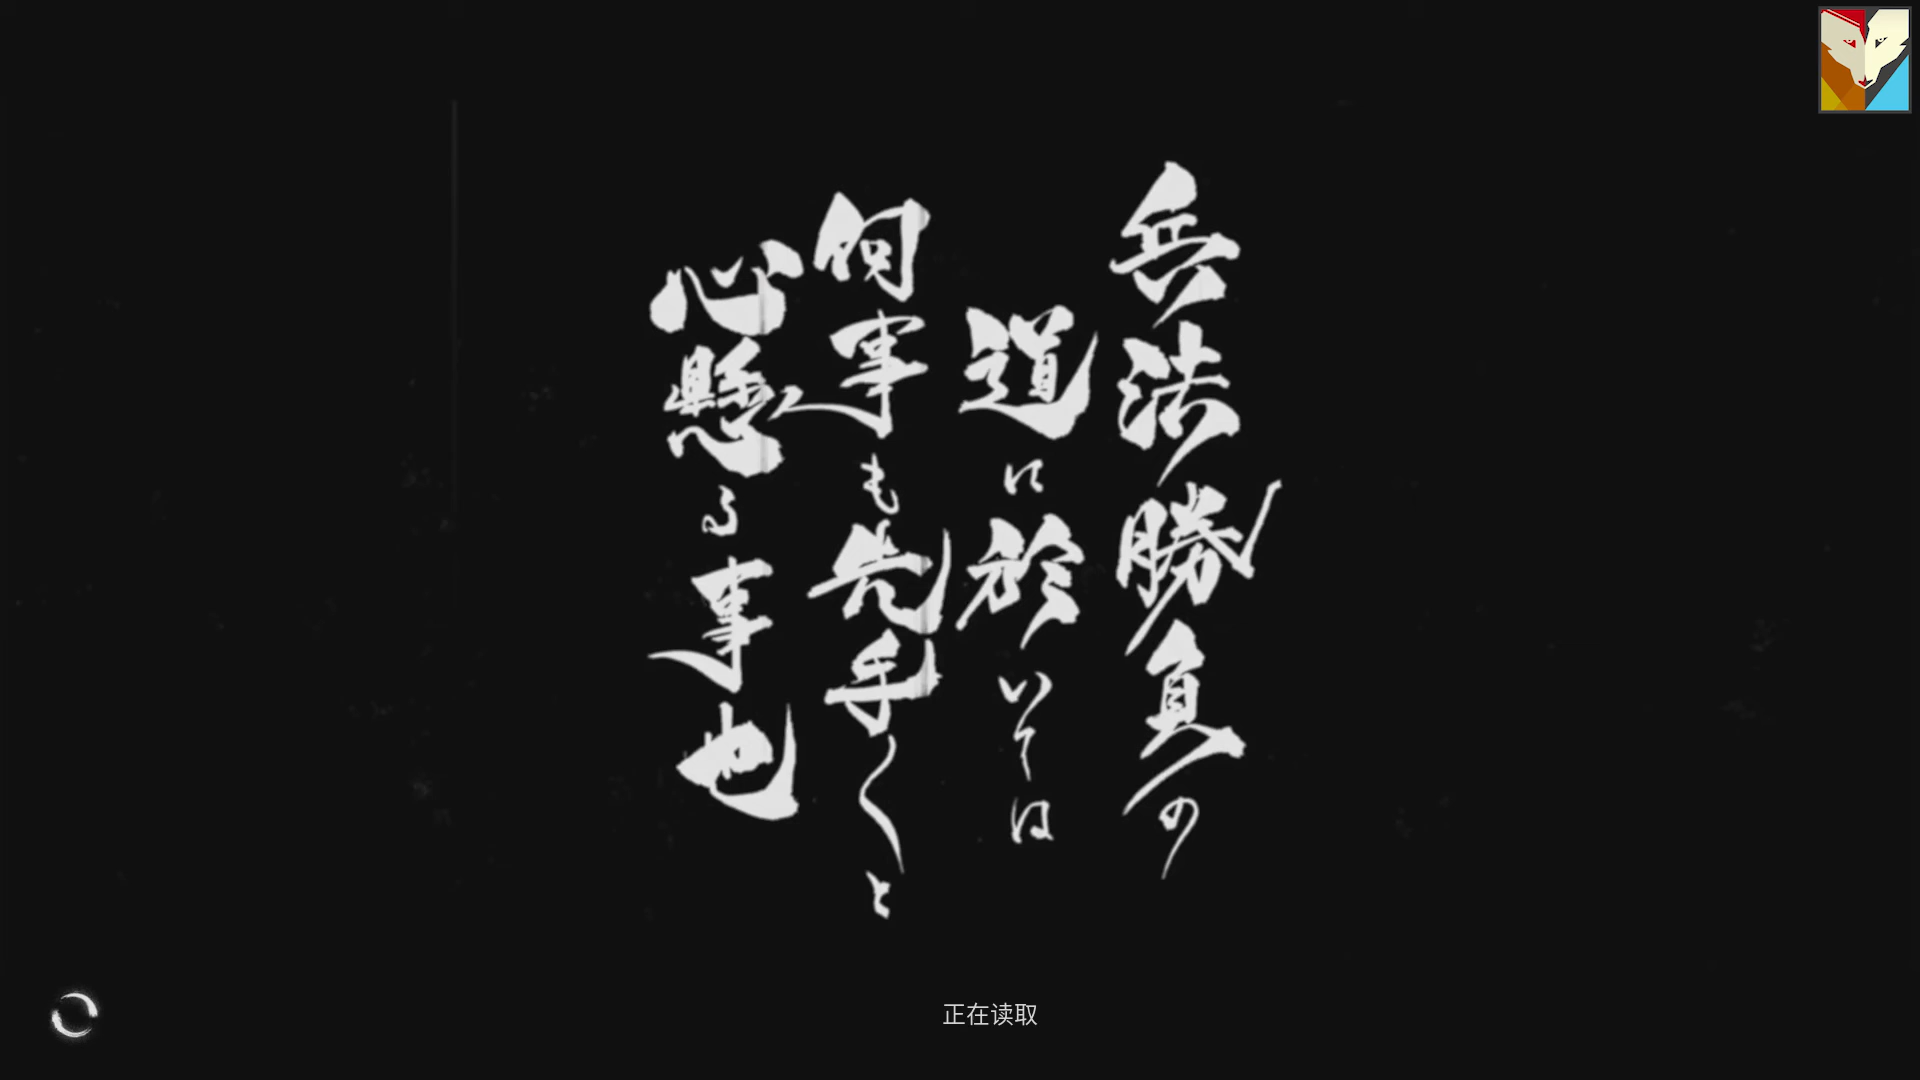 兵法勝負の
道に於いては
何事も先手〱と
心懸る事也
正在读取